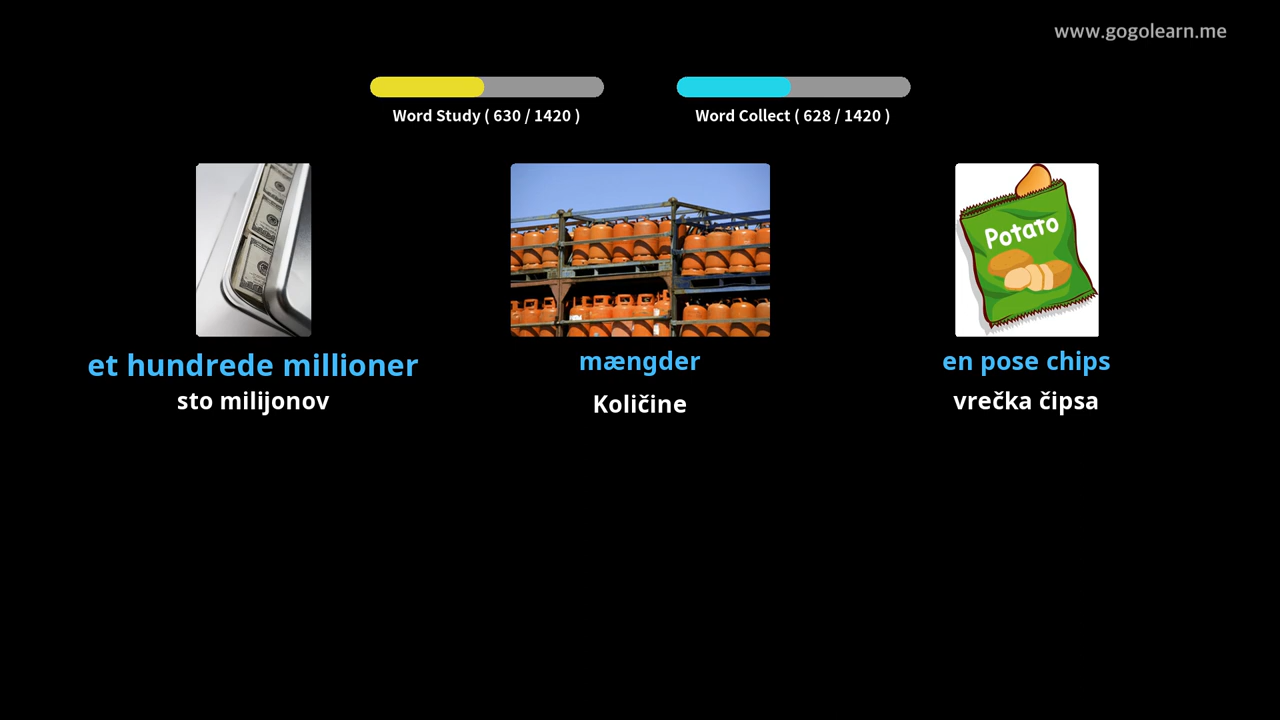 www.gogolearn.me
Word Study ( 630 / 1420 )
Word Collect ( 628 / 1420 )
Potato
et hundrede millioner
mængder
en pose chips
sto milijonov
Količine
vrečka čipsa